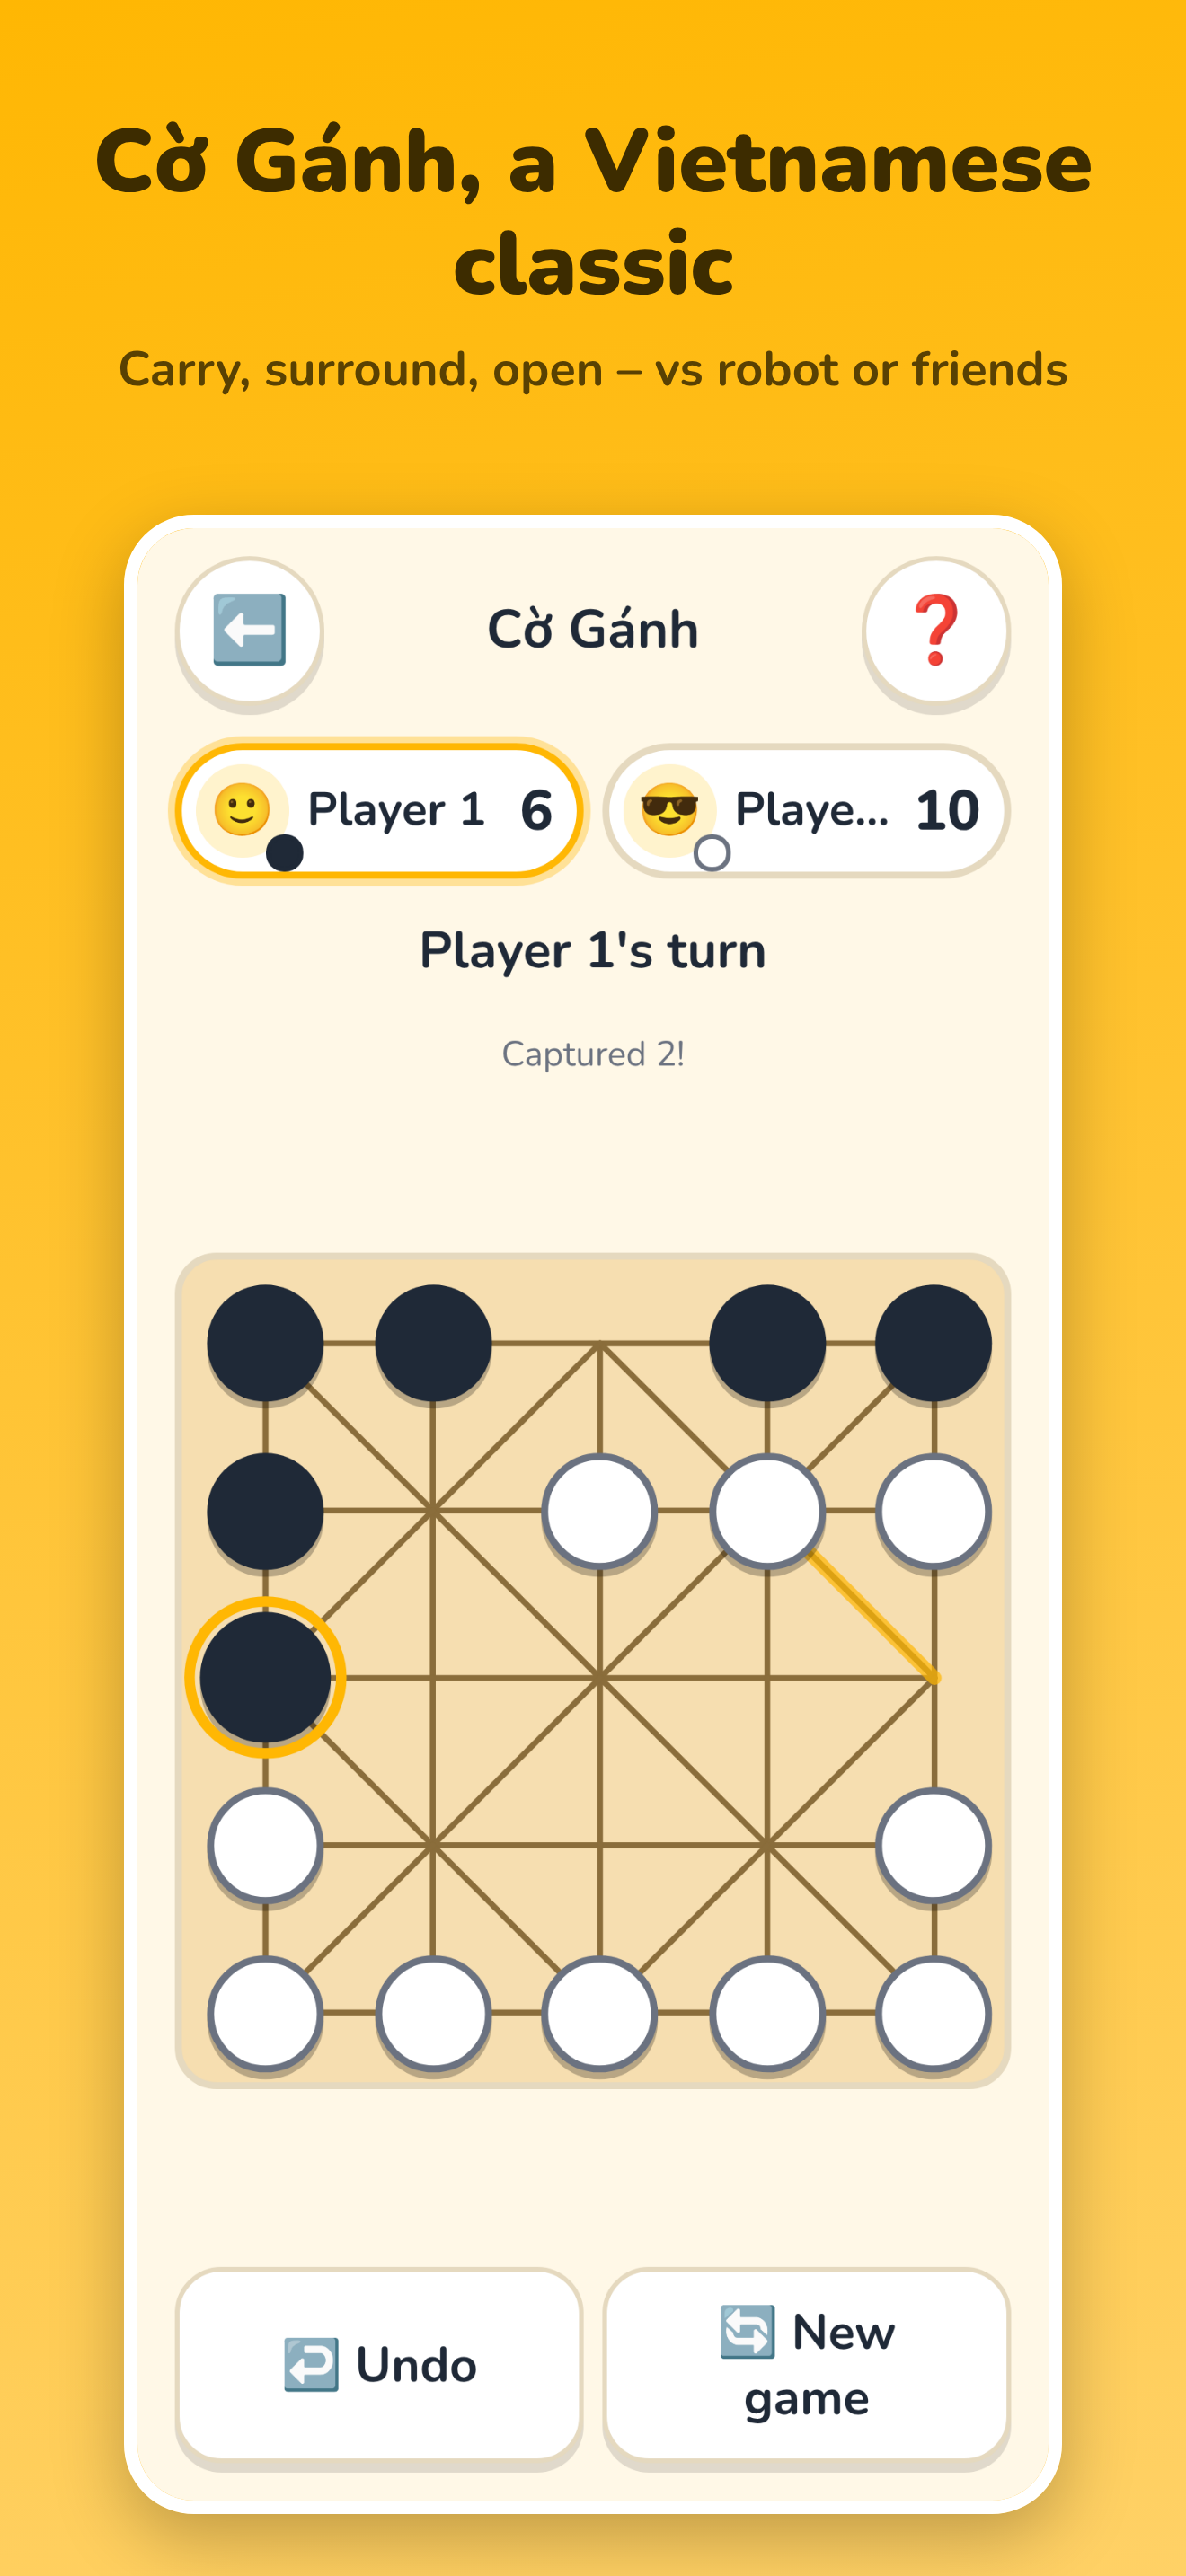 Cờ Gánh, a Vietnamese
classic
Carry, surround, open – vs robot or friends
Cờ Gánh
Player 1 6
Playe... 10
Player 1's turn
Captured 2!
Undo
New
game